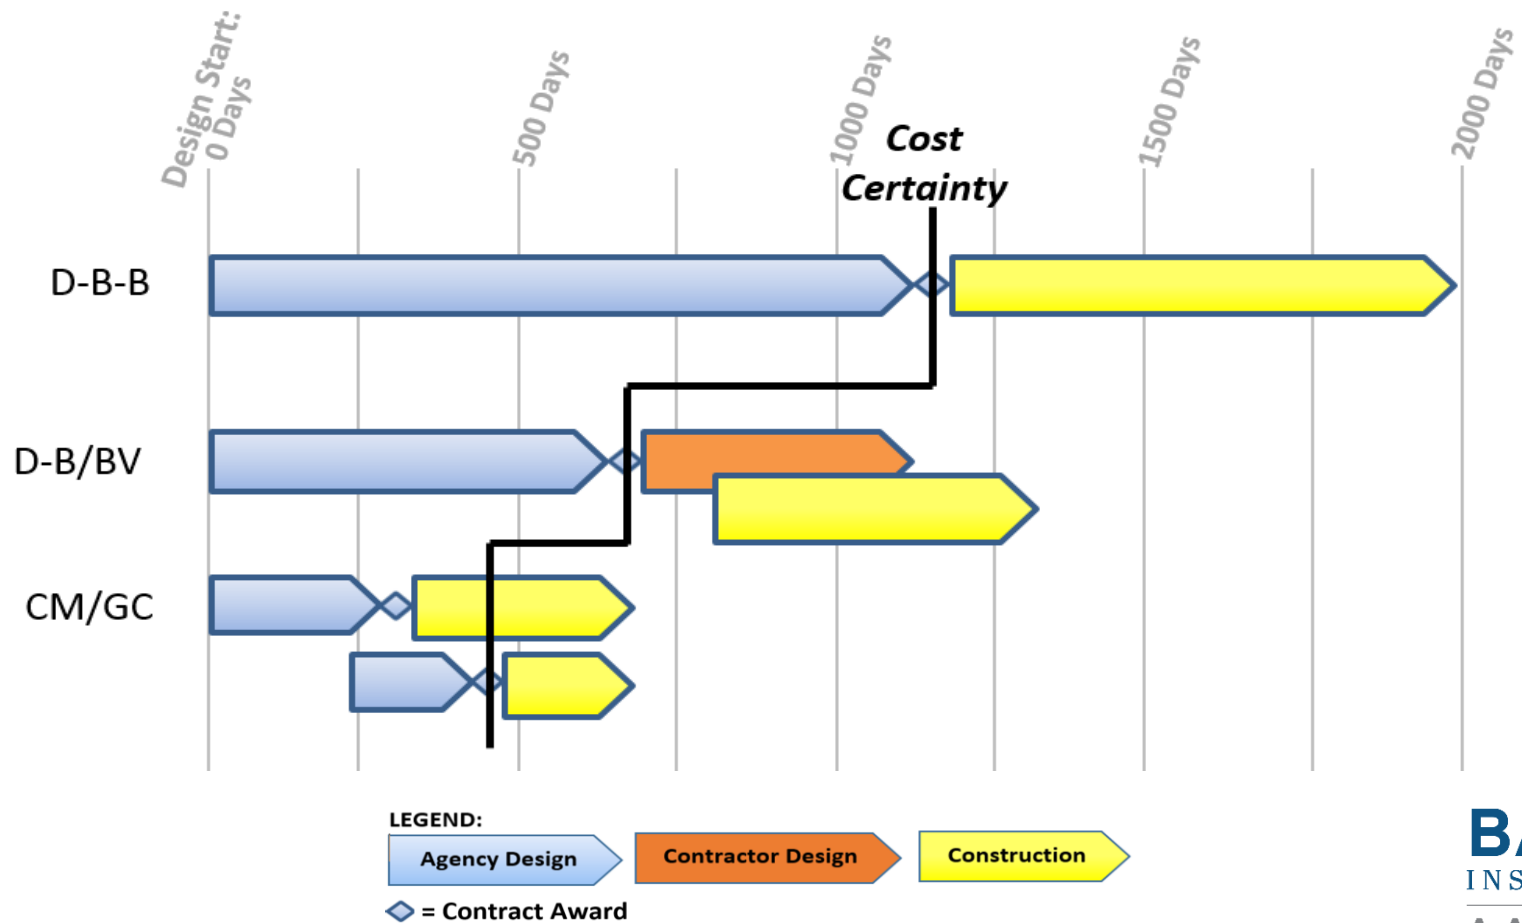 Design Start:
0 Days
500 Days
1000 Days
1500 Days
2000 Days
Cost
Certainty
D-B-B
D-B/BV
CM/GC
LEGEND:
Agency Design
Contractor Design
Construction
= Contract Award